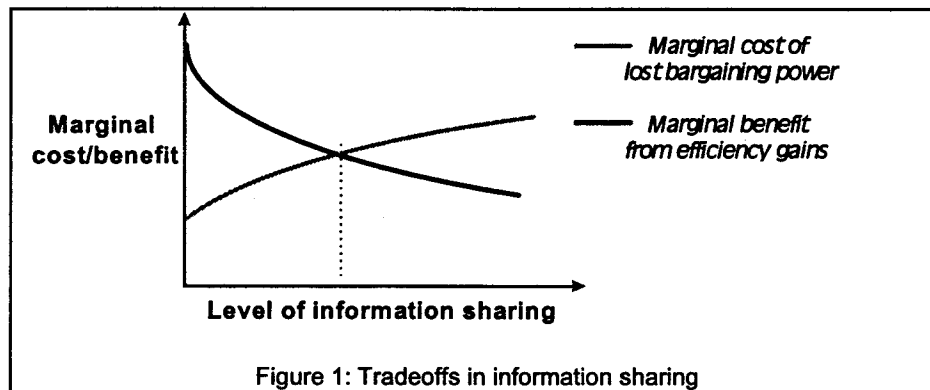 Marginal cost of
lost bargaining power
Marginal benefit
from efficiency gains
Marginal
cost/benefit
Level of information sharing
Figure 1: Tradeoffs in information sharing